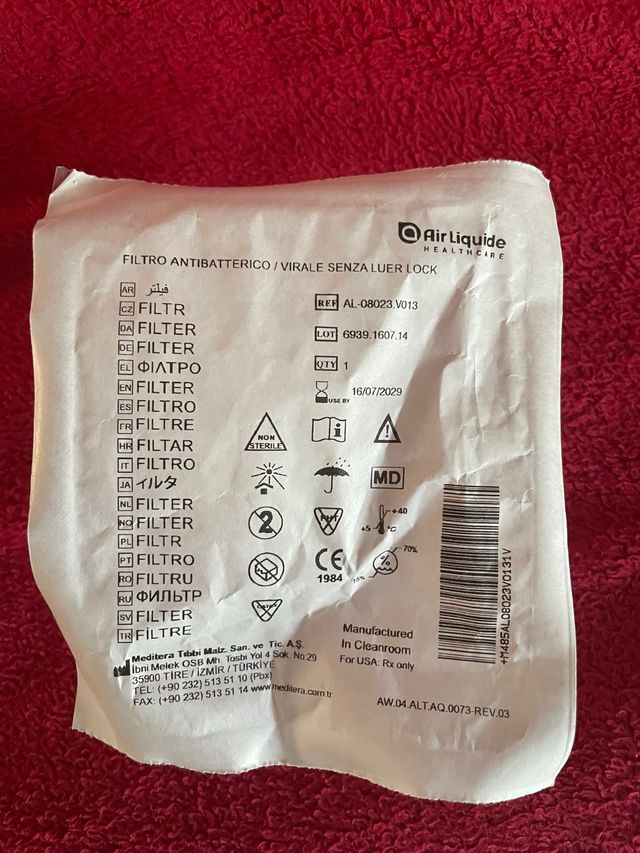 Air Liquide
HEALTHCARE
FILTRO ANTIBATTERICO / VIRALE SENZA LUER LOCK
AR فيلتر
CZ FILTR
DA FILTER
DE FILTER
EL ΦΙΛΤΡΟ
EN FILTER
ES FILTRO
FR FILTRE
HR FILTAR
IT FILTRO
JA イルタ
NL FILTER
NO FILTER
PL FILTR
PT FILTRO
RO FILTRU
RU ФИЛЬТР
SV FILTER
TR FİLTRE
REF AL-08023.V013
LOT 6939.1607.14
QTY 1
USE BY 16/07/2029
NON STERILE
MD
2
+5 +40 °C
CE
1984
15% % 70%
Manufactured
In Cleanroom
For USA: Rx only
+M485AL08023V0131V
Meditera Tıbbi Malz. San. ve Tic. A.Ş.
İbni Melek OSB Mh. Tosbi Yol 4 Sok. No.29
35900 TİRE / İZMİR / TÜRKİYE
TEL: (+90 232) 513 51 10 (Pbx)
FAX: (+90 232) 513 51 14 www.meditera.com.tr
AW.04.ALT.AQ.0073-REV.03